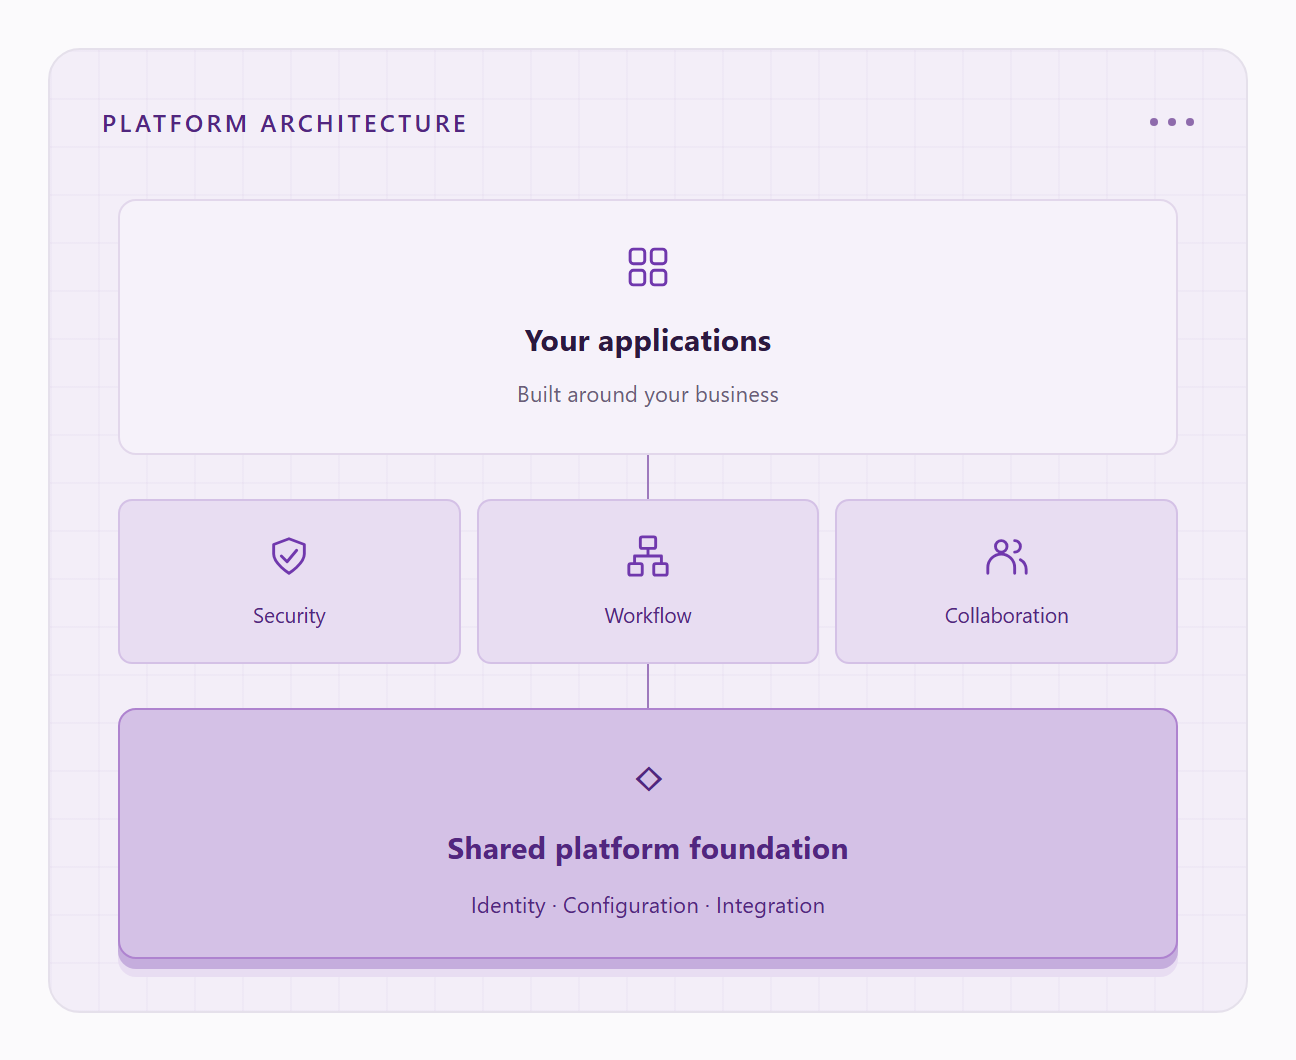 PLATFORM ARCHITECTURE
Your applications
Built around your business
Security
Workflow
Collaboration
Shared platform foundation
Identity · Configuration · Integration